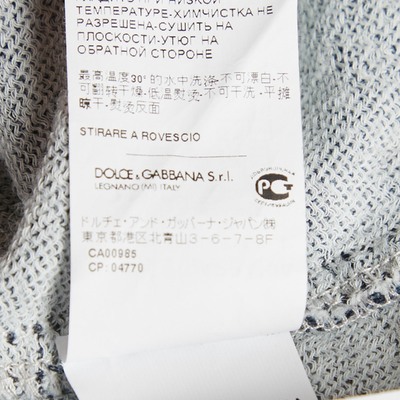 ТЕМПЕРАТУРЕ-ХИМЧИСТКА НЕ
РАЗРЕШЕНА-СУШИТЬ НА
ПЛОСКОСТИ-УТЮГ НА
ОБРАТНОЙ СТОРОНЕ
最高温度30°的水中洗涤-不可漂白-不
可翻转干燥-低温熨烫-不可干洗-平摊
晾干-熨烫反面
STIRARE A ROVESCIO
DOLCE & GABBANA S.r.l.
LEGNANO (MI) ITALY
РСТ
ドルチェ・アンド・ガッバーナ・ジャパン㈱
東京都港区北青山3-6-7-8F
CA00985
CP: 04770